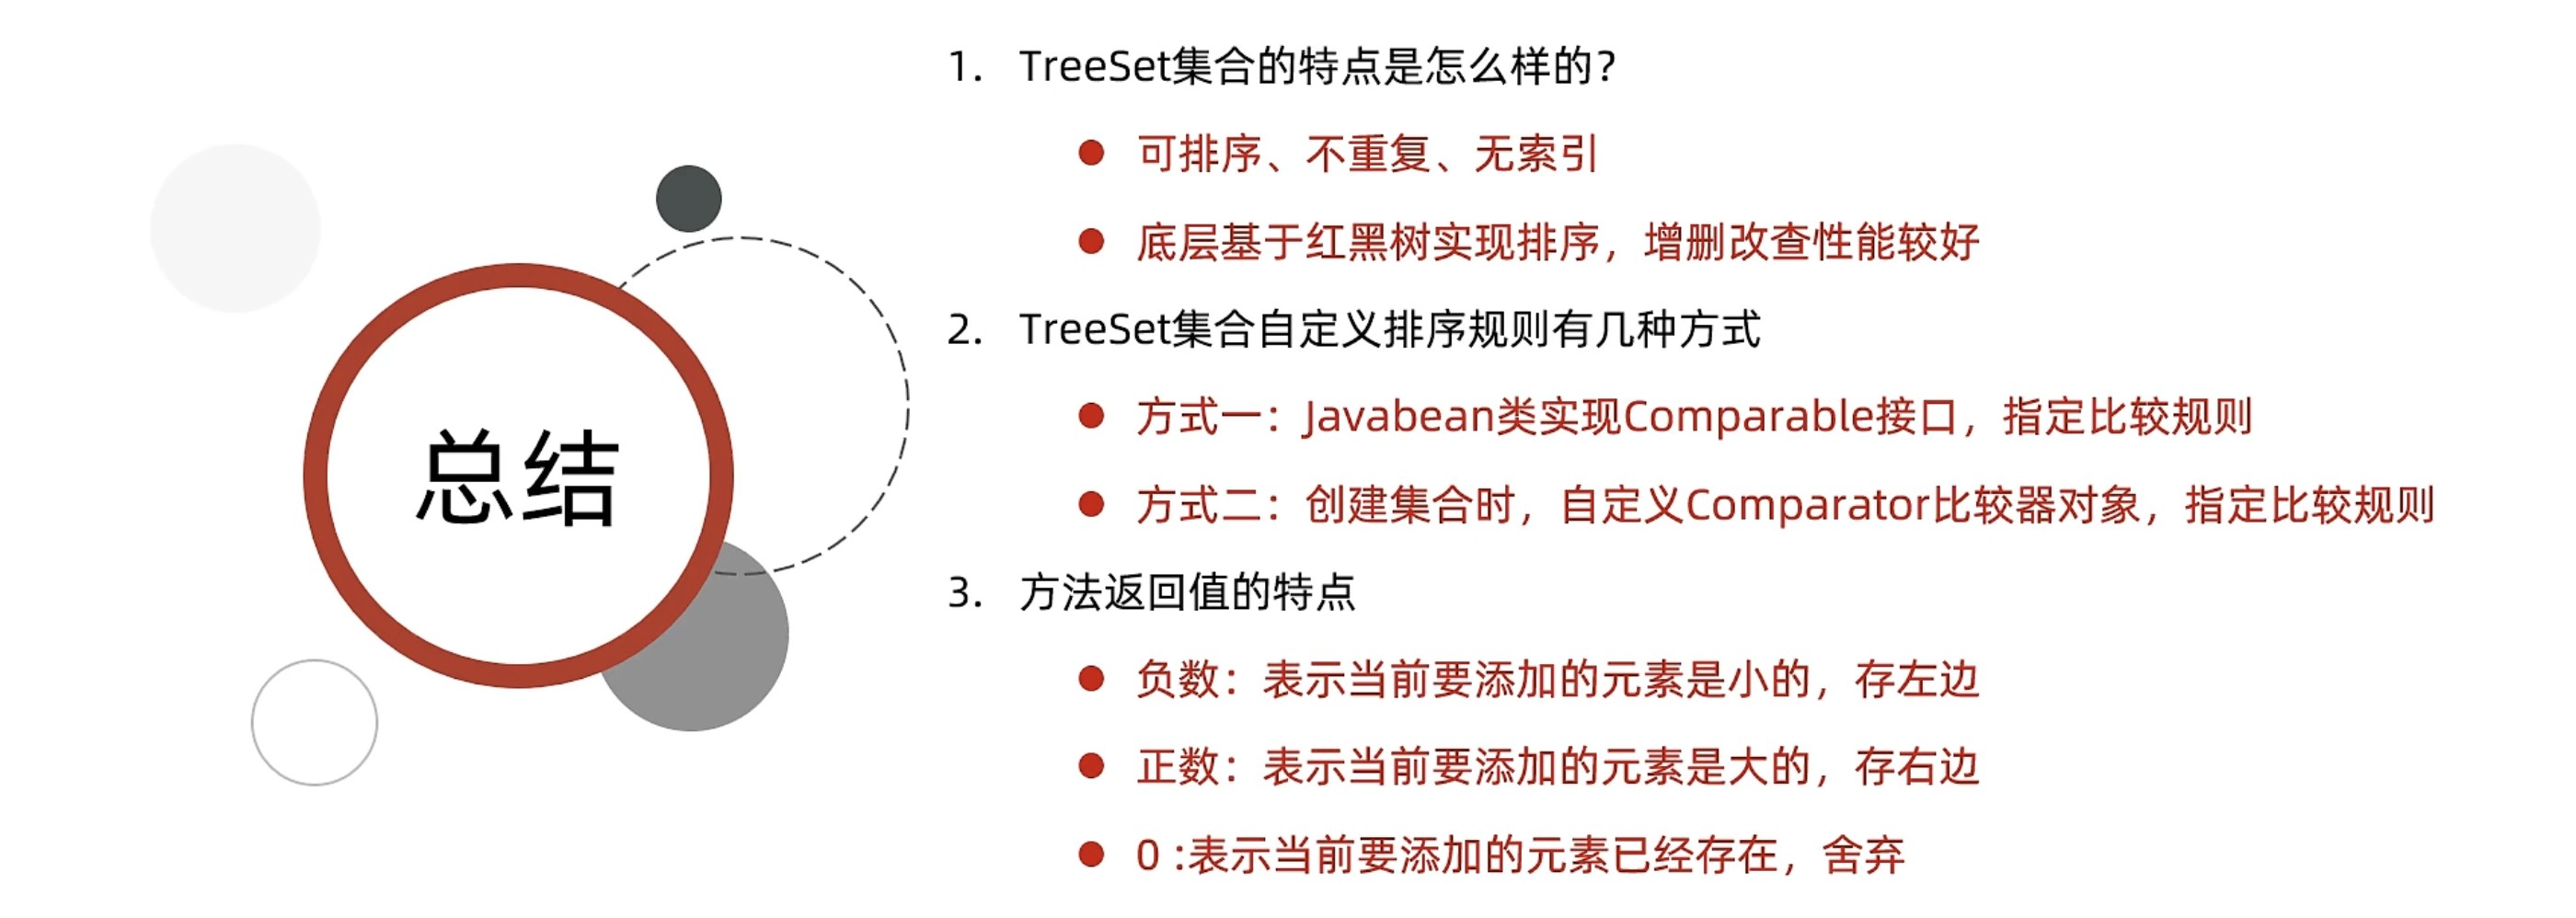 总结
1. TreeSet集合的特点是怎么样的？
● 可排序、不重复、无索引
● 底层基于红黑树实现排序，增删改查性能较好
2. TreeSet集合自定义排序规则有几种方式
● 方式一：Javabean类实现Comparable接口，指定比较规则
● 方式二：创建集合时，自定义Comparator比较器对象，指定比较规则
3. 方法返回值的特点
● 负数：表示当前要添加的元素是小的，存左边
● 正数：表示当前要添加的元素是大的，存右边
● 0 :表示当前要添加的元素已经存在，舍弃